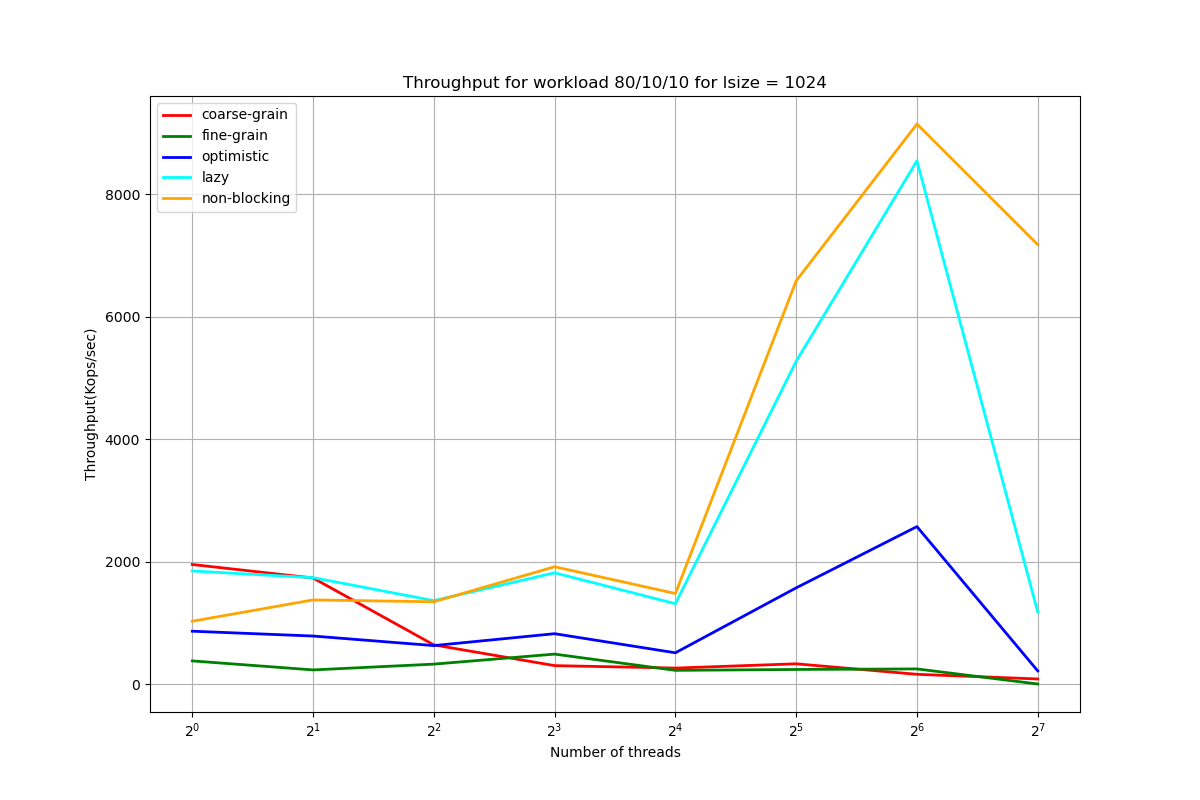 Throughput for workload 80/10/10 for lsize = 1024
coarse-grain
fine-grain
optimistic
lazy
non-blocking
8000
6000
4000
2000
0
Throughput(Kops/sec)
2⁰ 2¹ 2² 2³ 2⁴ 2⁵ 2⁶ 2⁷
Number of threads